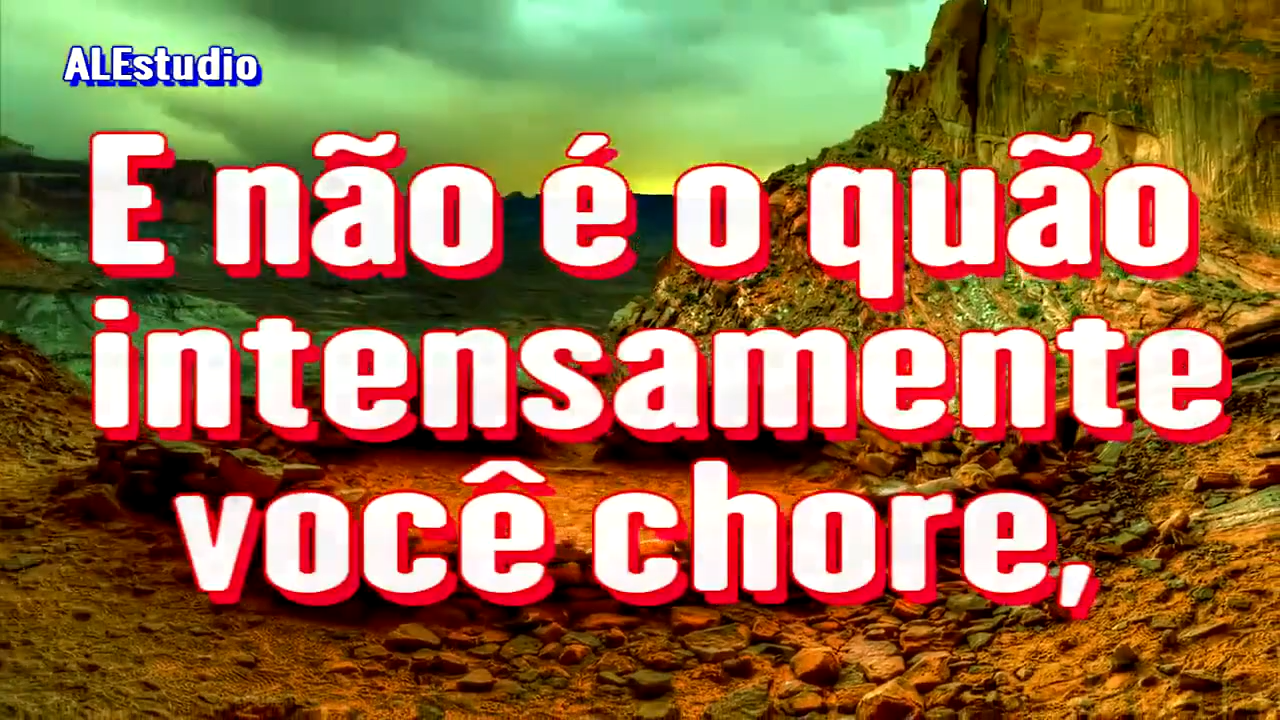 ALEstudio
E não é o quão
intensamente
você chore,